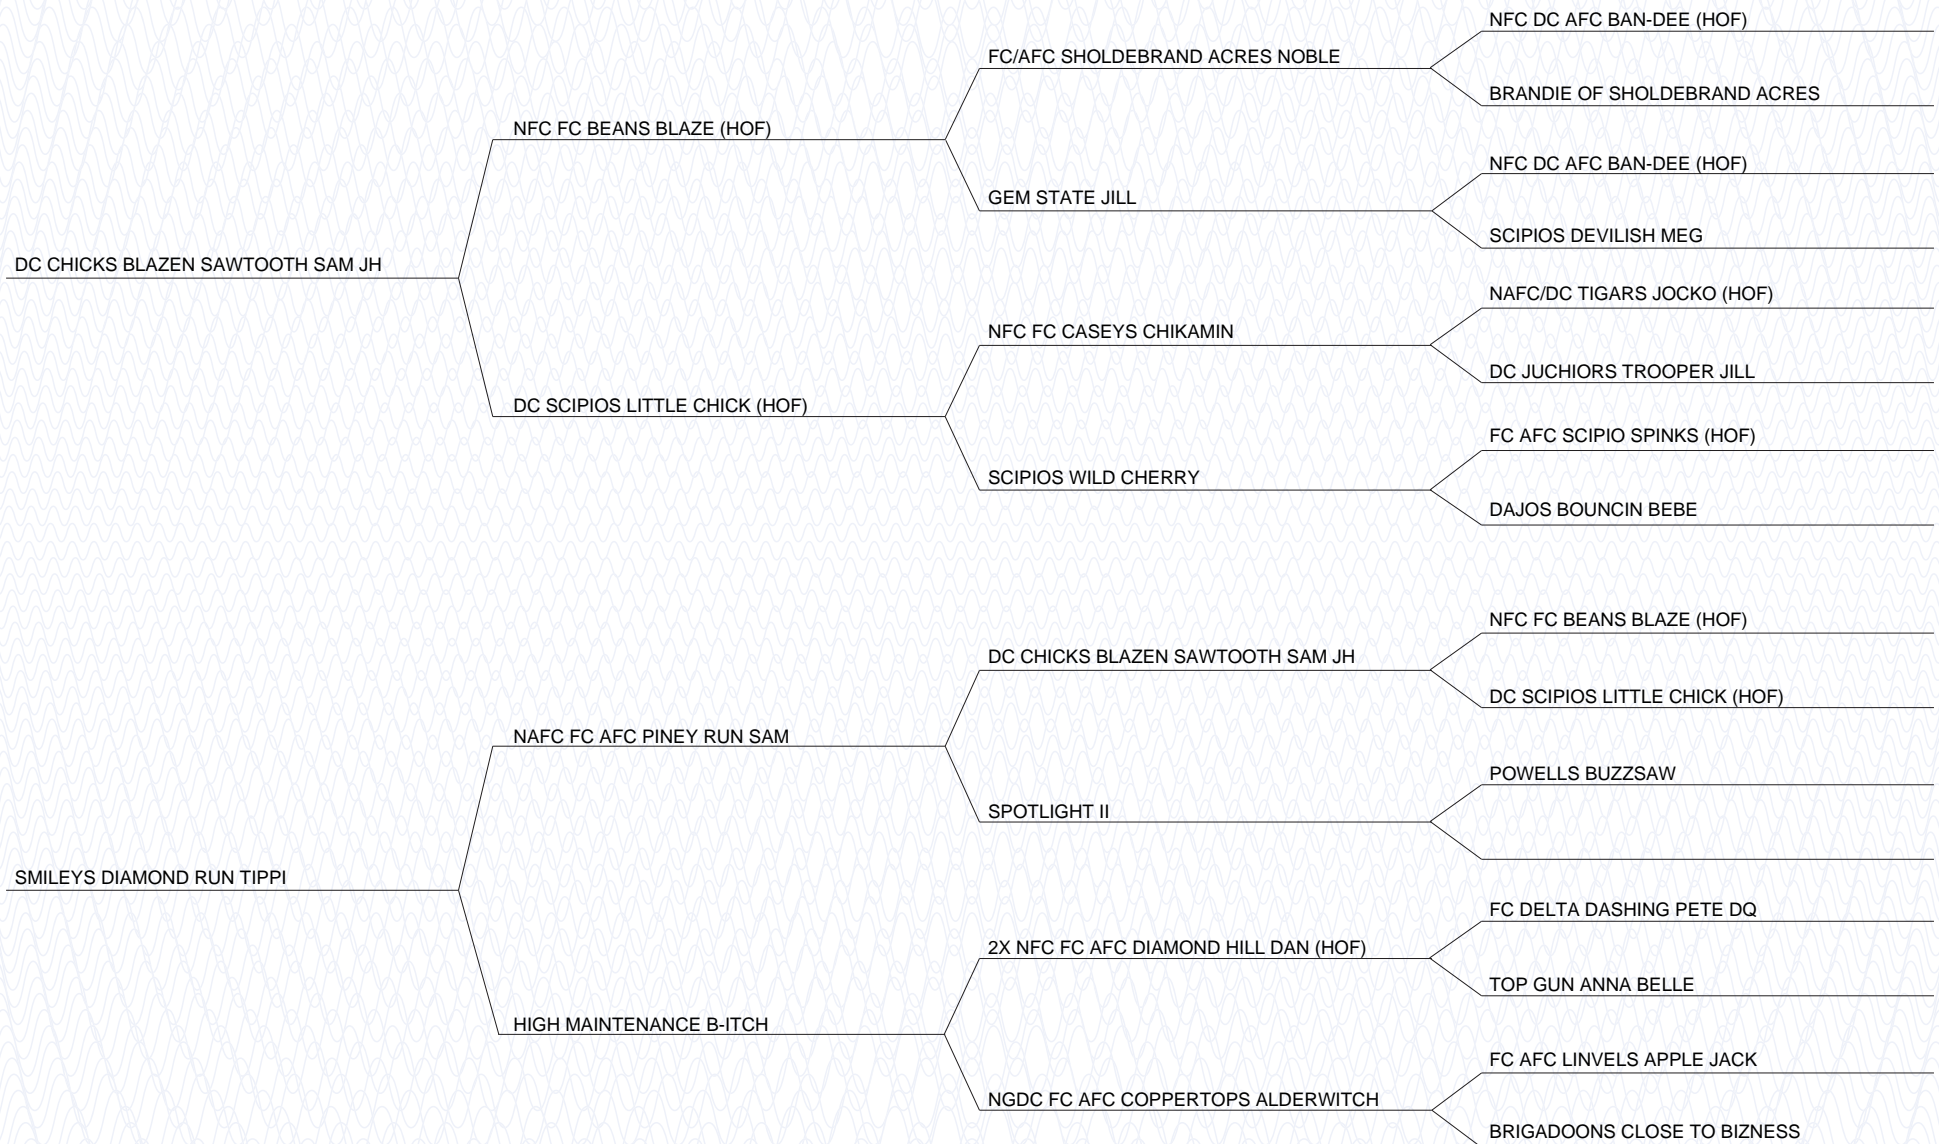 NFC DC AFC BAN-DEE (HOF)
FC/AFC SHOLDEBRAND ACRES NOBLE
BRANDIE OF SHOLDEBRAND ACRES
NFC FC BEANS BLAZE (HOF)
NFC DC AFC BAN-DEE (HOF)
GEM STATE JILL
SCIPIOS DEVILISH MEG
DC CHICKS BLAZEN SAWTOOTH SAM JH
NAFC/DC TIGARS JOCKO (HOF)
NFC FC CASEYS CHIKAMIN
DC JUCHIORS TROOPER JILL
DC SCIPIOS LITTLE CHICK (HOF)
FC AFC SCIPIO SPINKS (HOF)
SCIPIOS WILD CHERRY
DAJOS BOUNCIN BEBE
NFC FC BEANS BLAZE (HOF)
DC CHICKS BLAZEN SAWTOOTH SAM JH
DC SCIPIOS LITTLE CHICK (HOF)
NAFC FC AFC PINEY RUN SAM
POWELLS BUZZSAW
SPOTLIGHT II
SMILEYS DIAMOND RUN TIPPI
FC DELTA DASHING PETE DQ
2X NFC FC AFC DIAMOND HILL DAN (HOF)
TOP GUN ANNA BELLE
HIGH MAINTENANCE B-ITCH
FC AFC LINVELS APPLE JACK
NGDC FC AFC COPPERTOPS ALDERWITCH
BRIGADOONS CLOSE TO BIZNESS